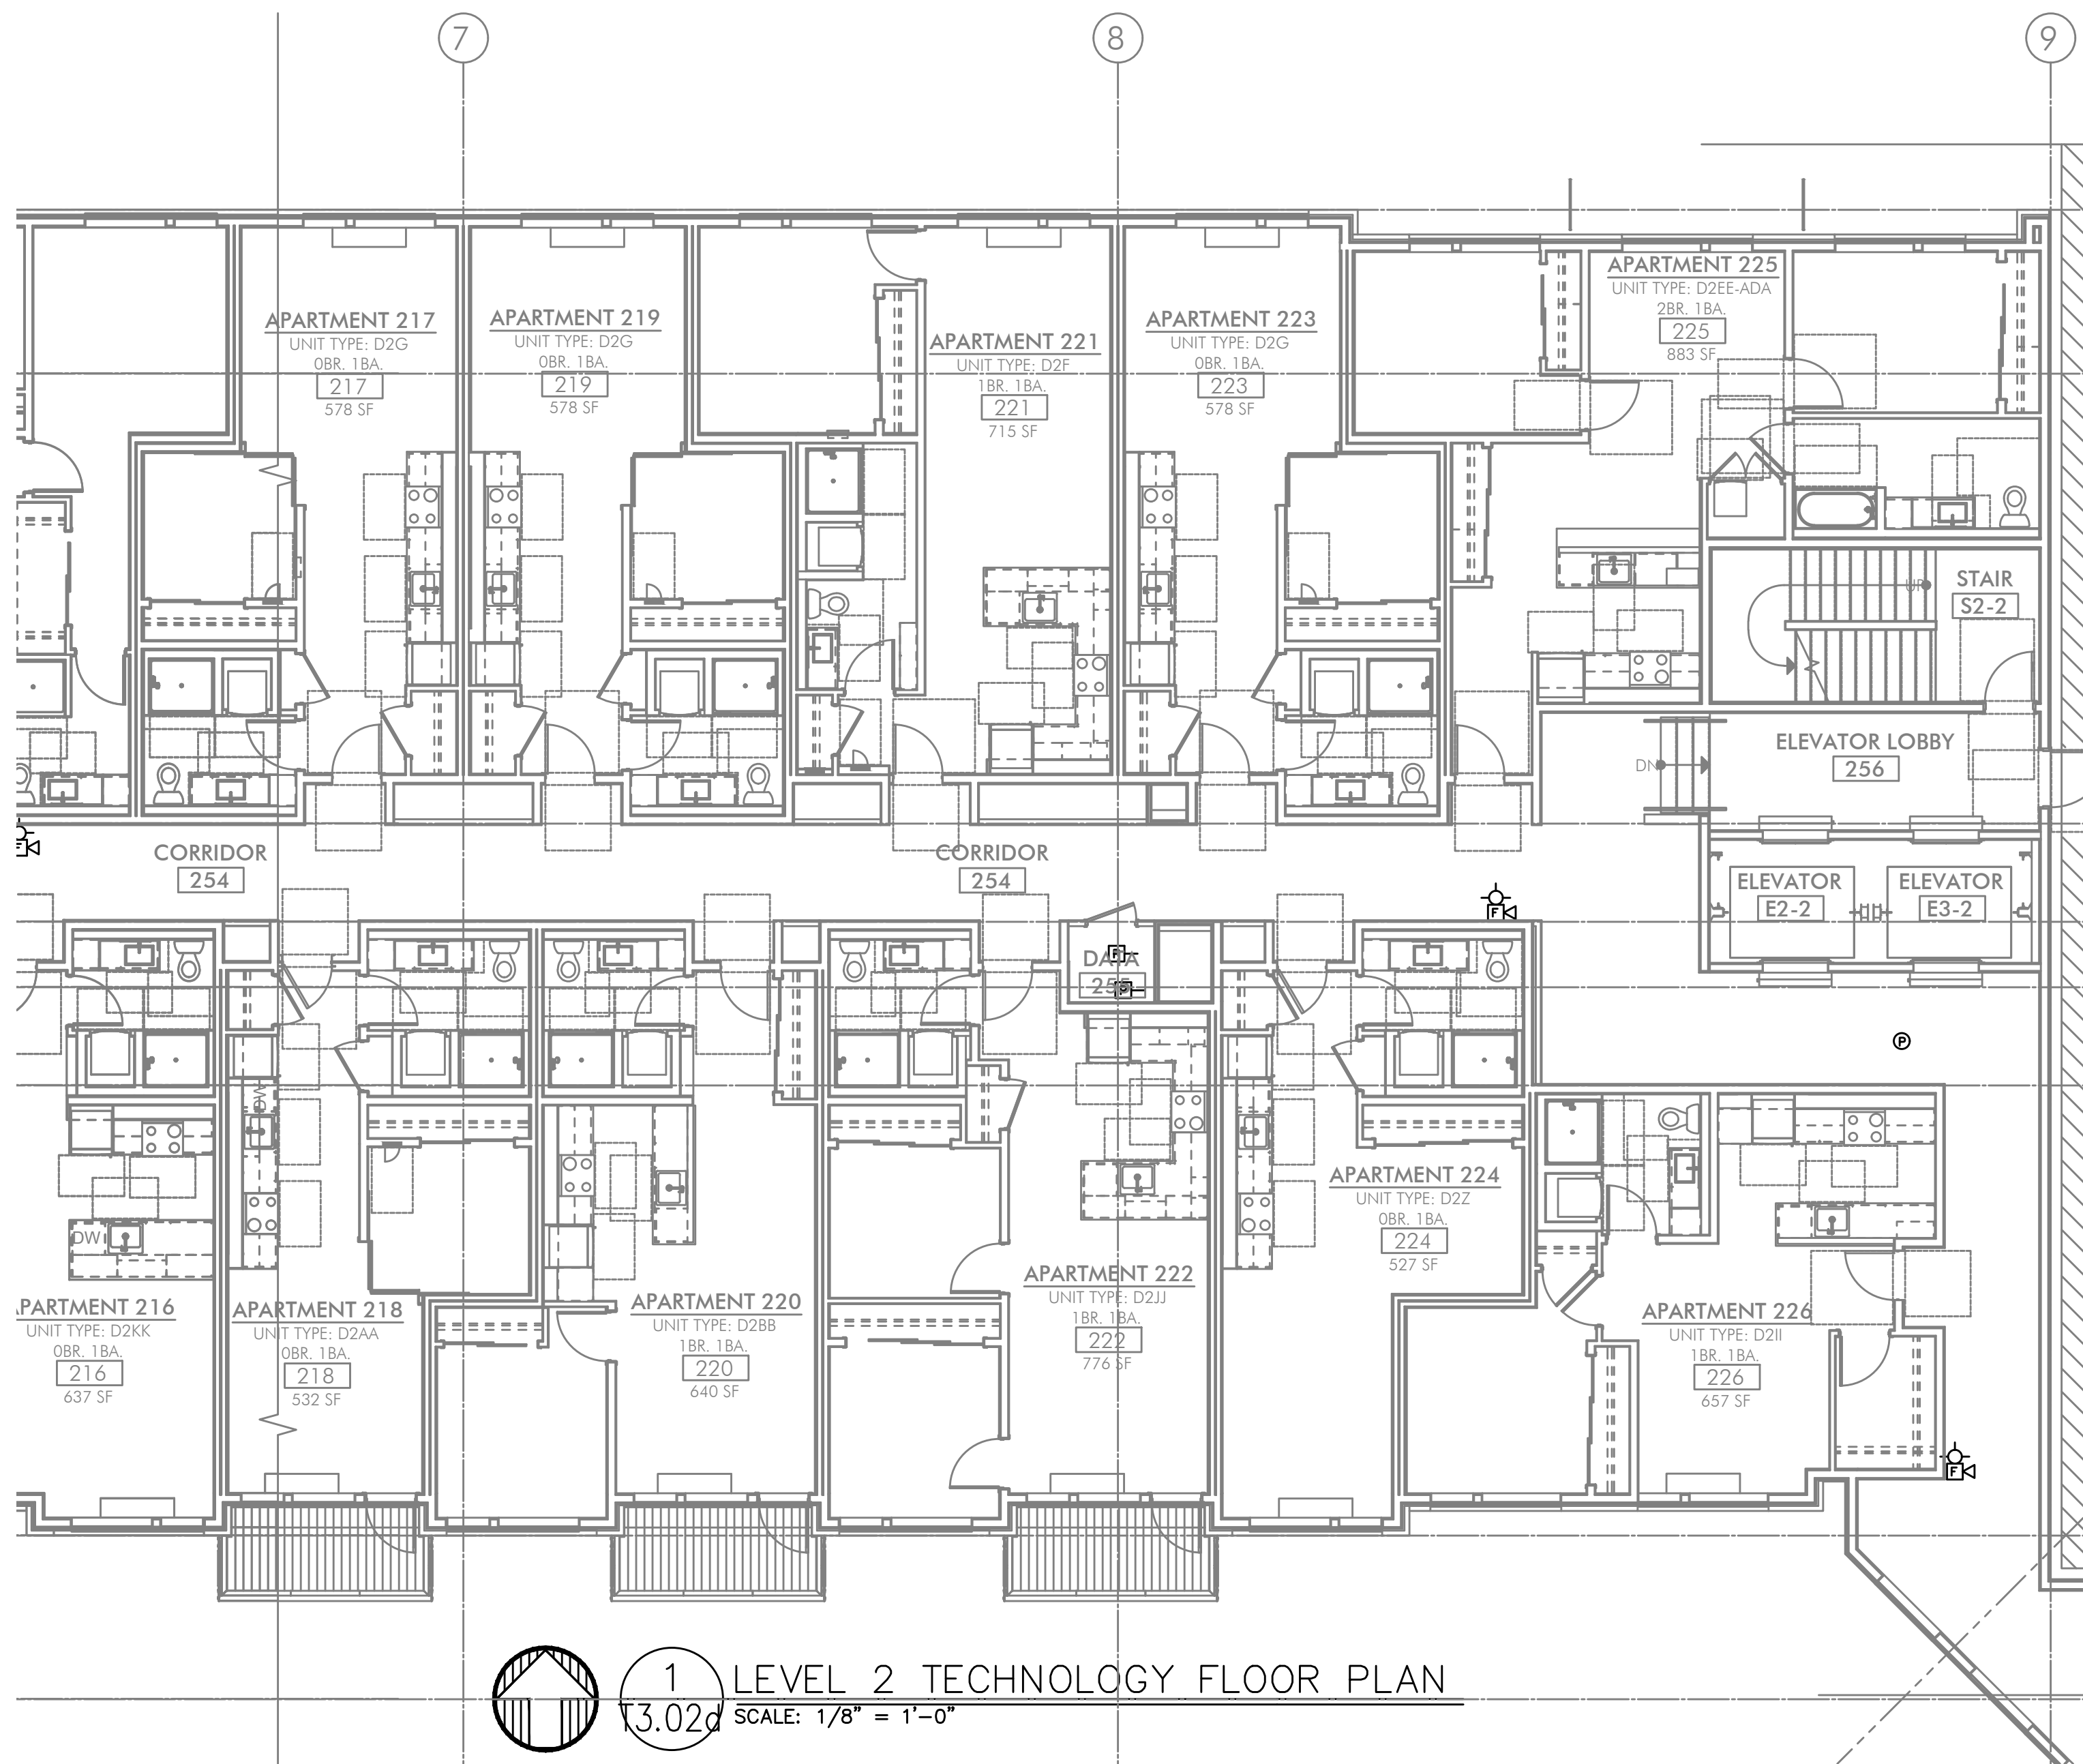 7
8
9
APARTMENT 217
UNIT TYPE: D2G
0BR. 1BA.
217
578 SF
APARTMENT 219
UNIT TYPE: D2G
0BR. 1BA.
219
578 SF
APARTMENT 221
UNIT TYPE: D2F
1BR. 1BA.
221
715 SF
APARTMENT 223
UNIT TYPE: D2G
0BR. 1BA.
223
578 SF
APARTMENT 225
UNIT TYPE: D2EE-ADA
2BR. 1BA.
225
883 SF
UP
STAIR
S2-2
DN
ELEVATOR LOBBY
256
CORRIDOR
254
CORRIDOR
254
F
F
ELEVATOR
E2-2
ELEVATOR
E3-2
DATA
255
P
DW
DW
APARTMENT 216
UNIT TYPE: D2KK
0BR. 1BA.
216
637 SF
APARTMENT 218
UNIT TYPE: D2AA
0BR. 1BA.
218
532 SF
APARTMENT 220
UNIT TYPE: D2BB
1BR. 1BA.
220
640 SF
APARTMENT 222
UNIT TYPE: D2JJ
1BR. 1BA.
222
776 SF
APARTMENT 224
UNIT TYPE: D2Z
0BR. 1BA.
224
527 SF
APARTMENT 226
UNIT TYPE: D2II
1BR. 1BA.
226
657 SF
F
1
T3.02d
LEVEL 2 TECHNOLOGY FLOOR PLAN
SCALE: 1/8" = 1'-0"